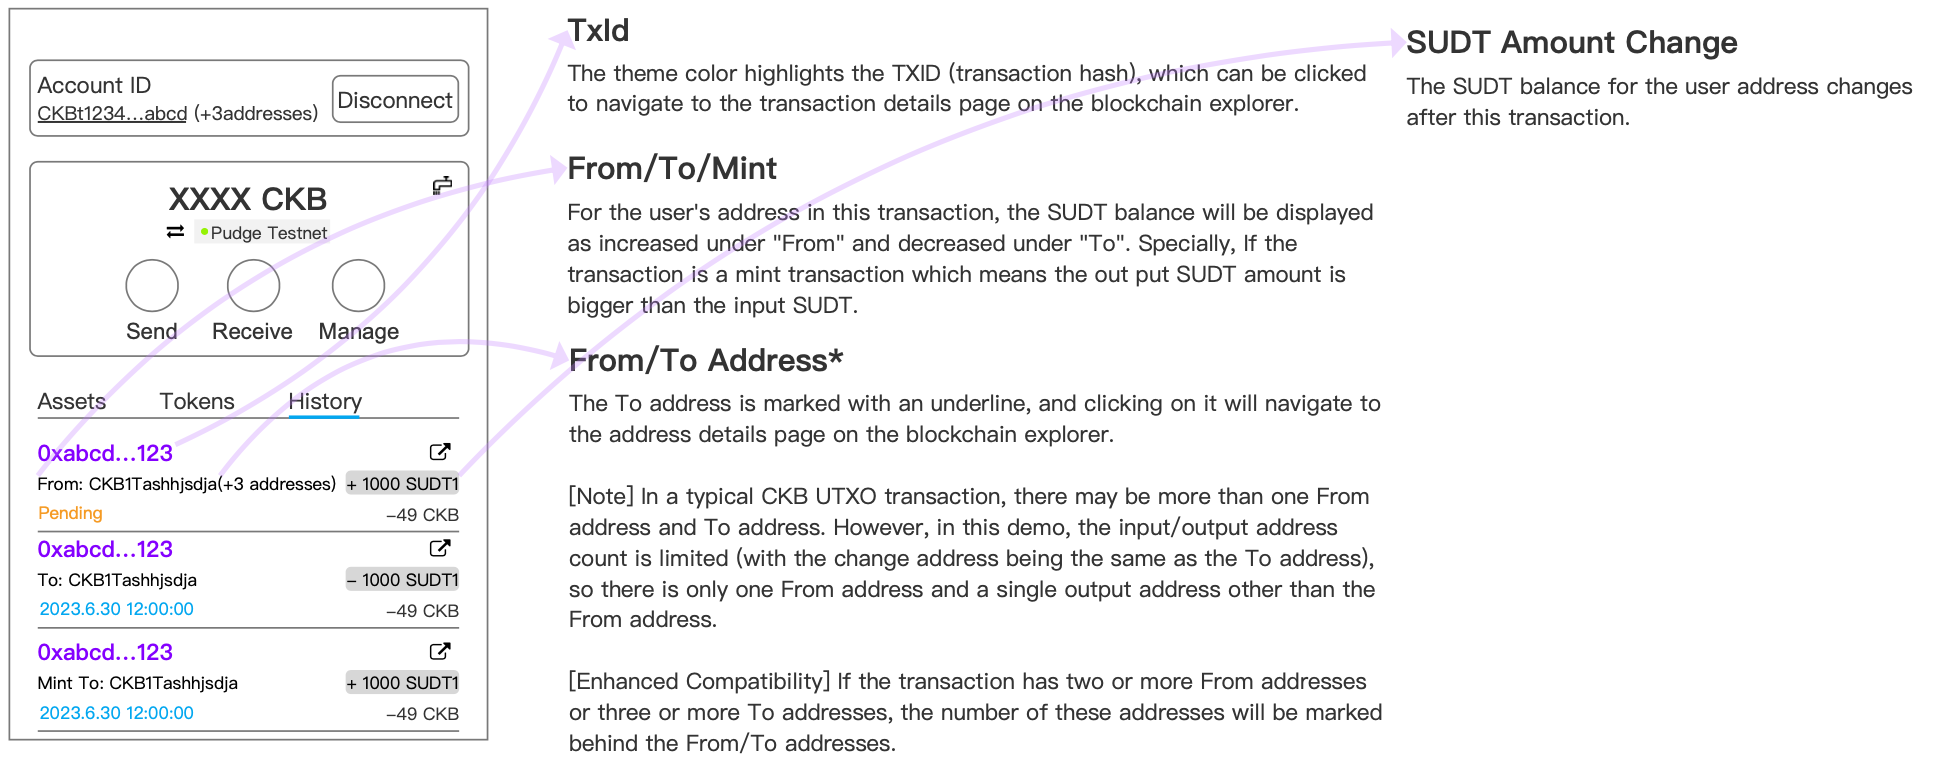 Account ID
CKBt1234...abcd (+3addresses)
Disconnect
XXXX CKB
Pudge Testnet
Send
Receive
Manage
Assets
Tokens
History
0xabcd...123
From: CKB1Tashhjsdja(+3 addresses)
+ 1000 SUDT1
Pending
–49 CKB
0xabcd...123
To: CKB1Tashhjsdja
– 1000 SUDT1
2023.6.30 12:00:00
–49 CKB
0xabcd...123
Mint To: CKB1Tashhjsdja
+ 1000 SUDT1
2023.6.30 12:00:00
–49 CKB
TxId
The theme color highlights the TXID (transaction hash), which can be clicked
to navigate to the transaction details page on the blockchain explorer.
From/To/Mint
For the user's address in this transaction, the SUDT balance will be displayed
as increased under "From" and decreased under "To". Specially, If the
transaction is a mint transaction which means the out put SUDT amount is
bigger than the input SUDT.
From/To Address*
The To address is marked with an underline, and clicking on it will navigate to
the address details page on the blockchain explorer.
[Note] In a typical CKB UTXO transaction, there may be more than one From
address and To address. However, in this demo, the input/output address
count is limited (with the change address being the same as the To address),
so there is only one From address and a single output address other than the
From address.
[Enhanced Compatibility] If the transaction has two or more From addresses
or three or more To addresses, the number of these addresses will be marked
behind the From/To addresses.
SUDT Amount Change
The SUDT balance for the user address changes
after this transaction.